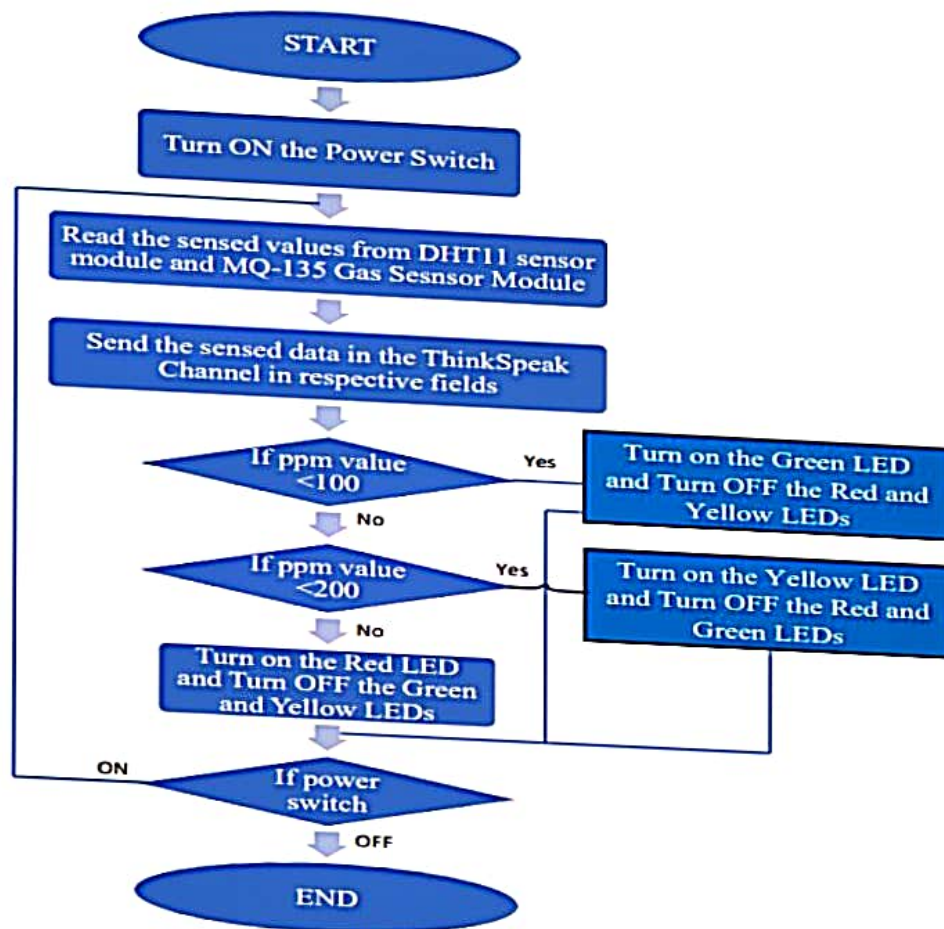 START
Turn ON the Power Switch
Read the sensed values from DHT11 sensor
module and MQ-135 Gas Sesnsor Module
Send the sensed data in the ThinkSpeak
Channel in respective fields
If ppm value
<100
Yes
Turn on the Green LED
and Turn OFF the Red and
Yellow LEDs
No
If ppm value
<200
Yes
Turn on the Yellow LED
and Turn OFF the Red and
Green LEDs
No
Turn on the Red LED
and Turn OFF the Green
and Yellow LEDs
ON
If power
switch
OFF
END